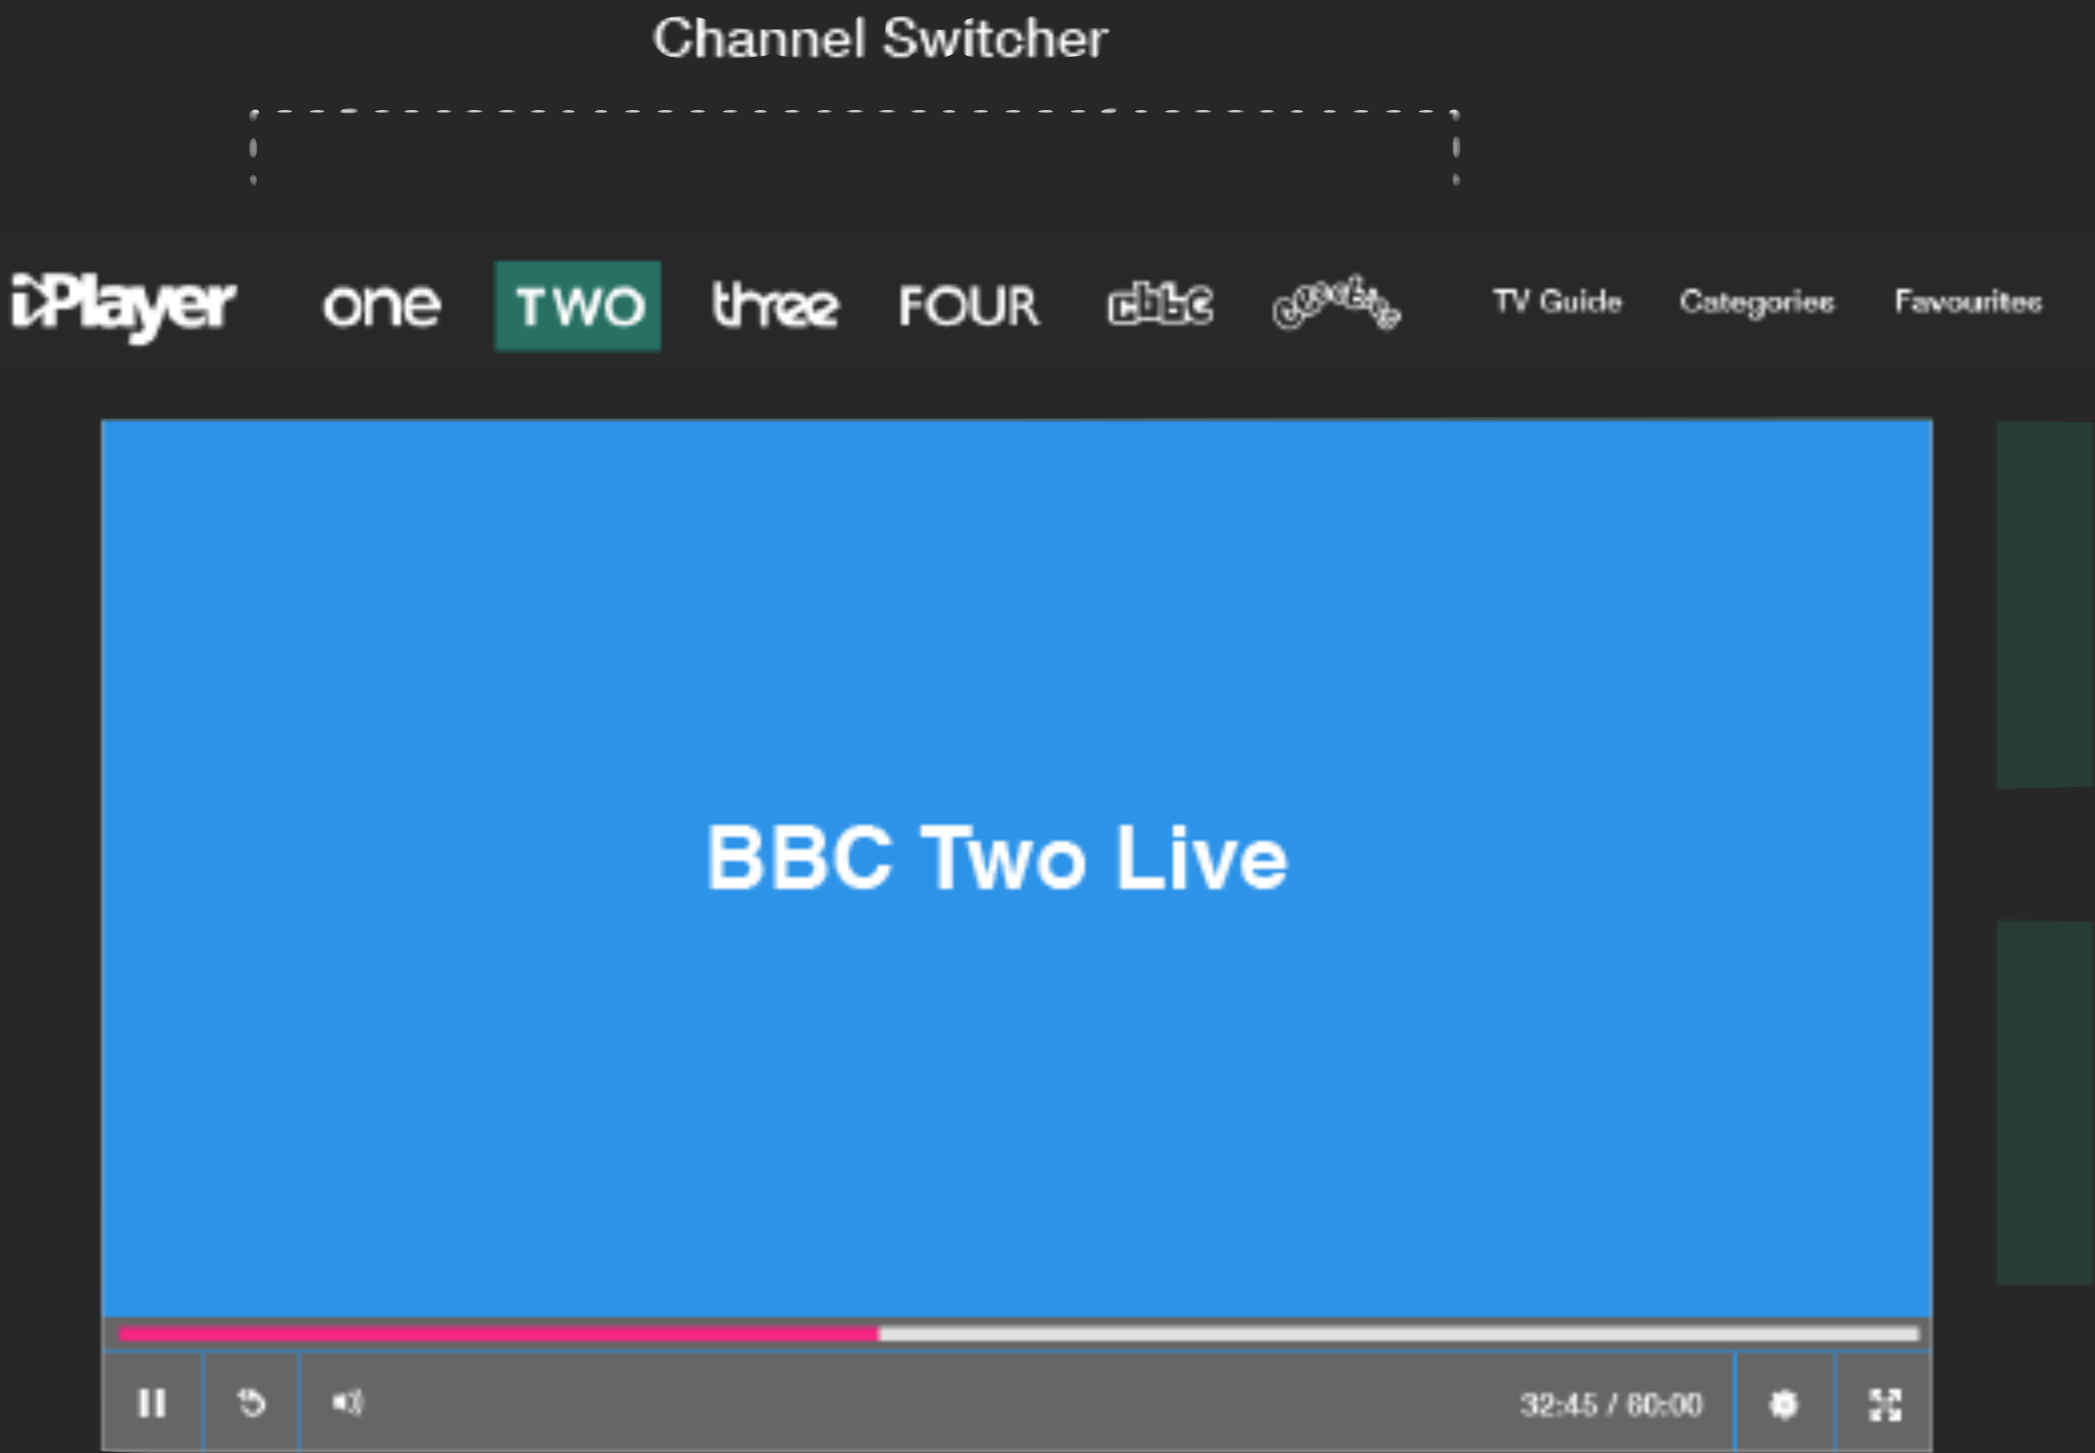 Channel Switcher
iPlayer one TWO three FOUR cbbc cbeebies TV Guide Categories Favourites
BBC Two Live
32:45 / 60:00